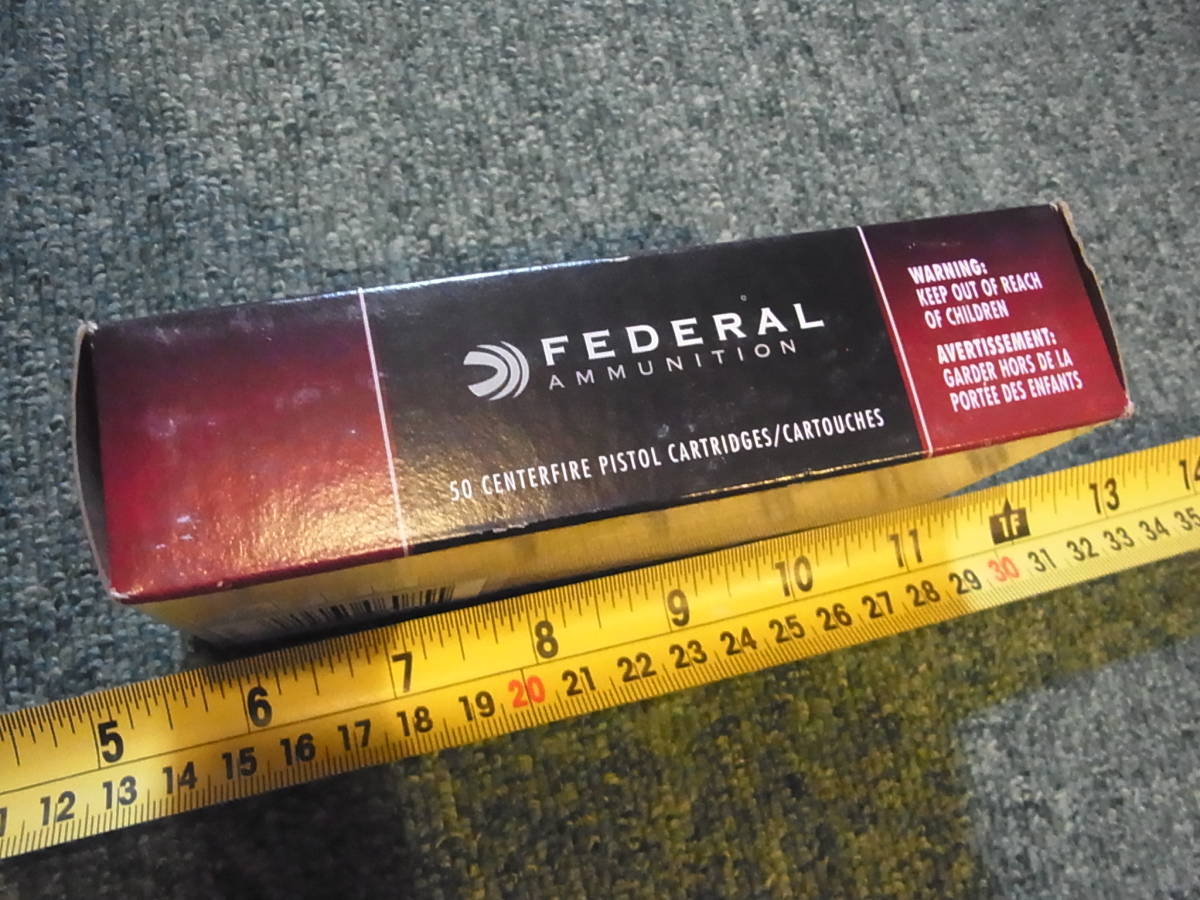 FEDERAL
AMMUNITION
50 CENTERFIRE PISTOL CARTRIDGES/CARTOUCHES
WARNING:
KEEP OUT OF REACH
OF CHILDREN
AVERTISSEMENT:
GARDER HORS DE LA
PORTÉE DES ENFANTS
5 6 7 8 9 10 11 1F 13
12 13 14 15 16 17 18 19 20 21 22 23 24 25 26 27 28 29 30 31 32 33 34 35